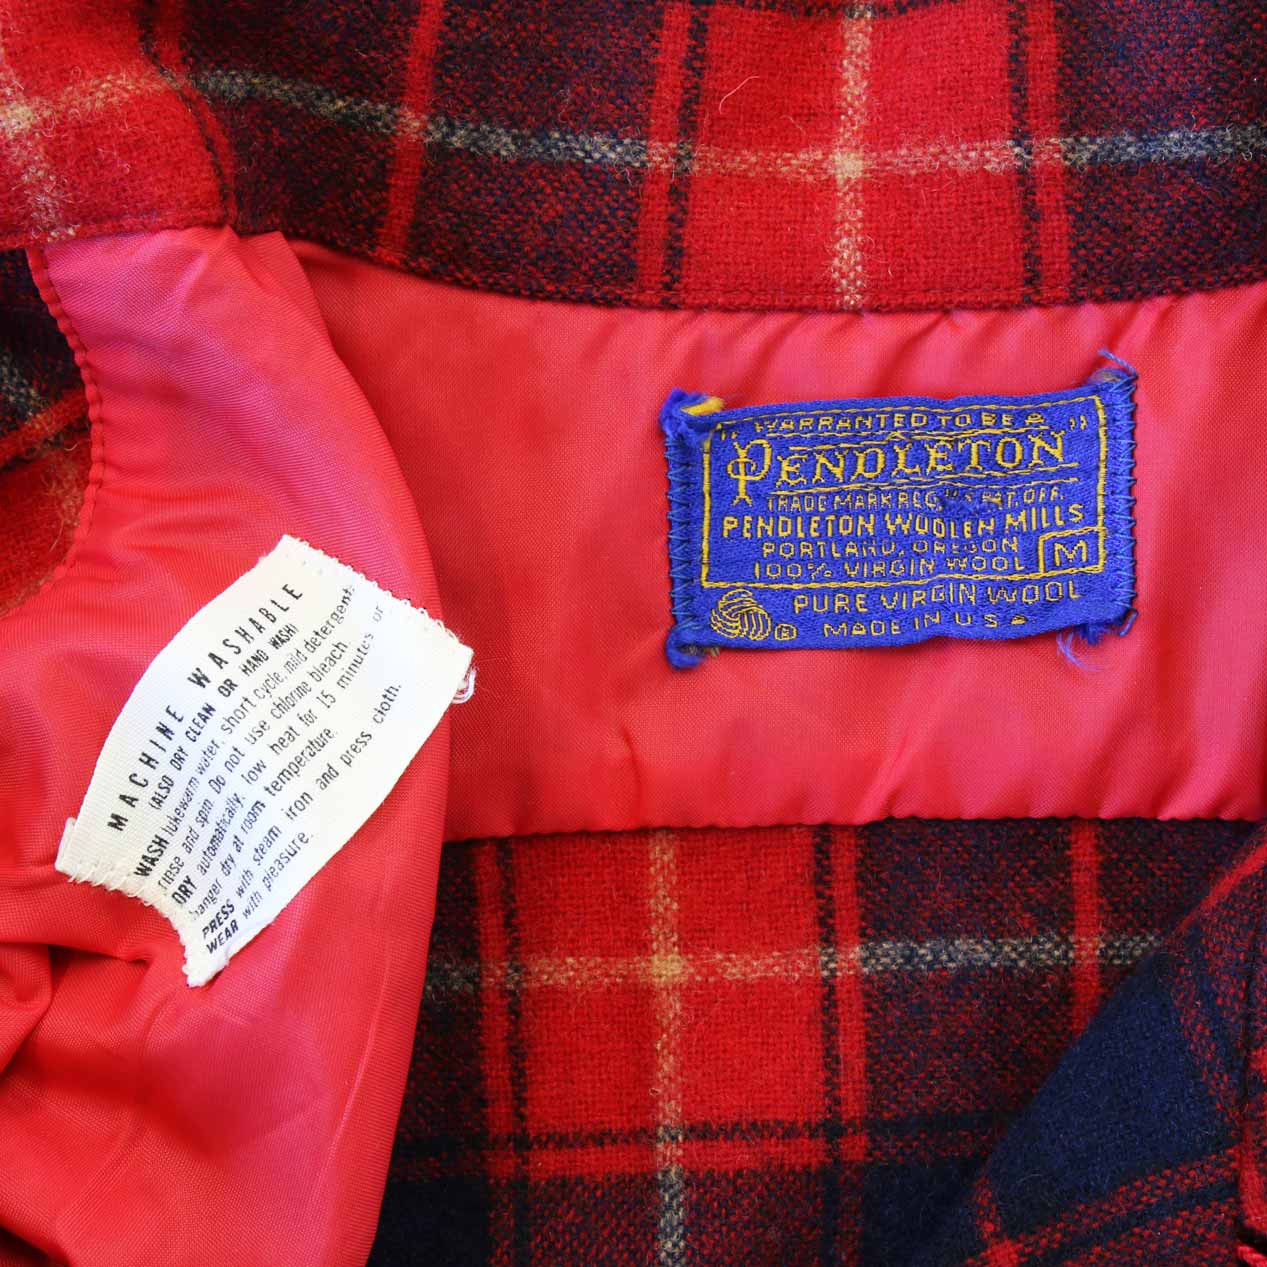 MACHINE WASHABLE
(ALSO DRY CLEAN OR HAND WASH)
WASH lukewarm water, short cycle, mild detergent,
rinse and spin. Do not use chlorine bleach.
DRY automatically, low heat for 15 minutes or
hanger dry at room temperature.
PRESS with steam iron and press cloth.
WEAR with pleasure.
"WARRANTED TO BE A"
PENDLETON
TRADE MARK REG. PAT. OFF.
PENDLETON WOOLEN MILLS
PORTLAND, OREGON
100% VIRGIN WOOL M
PURE VIRGIN WOOL
® MADE IN U S A